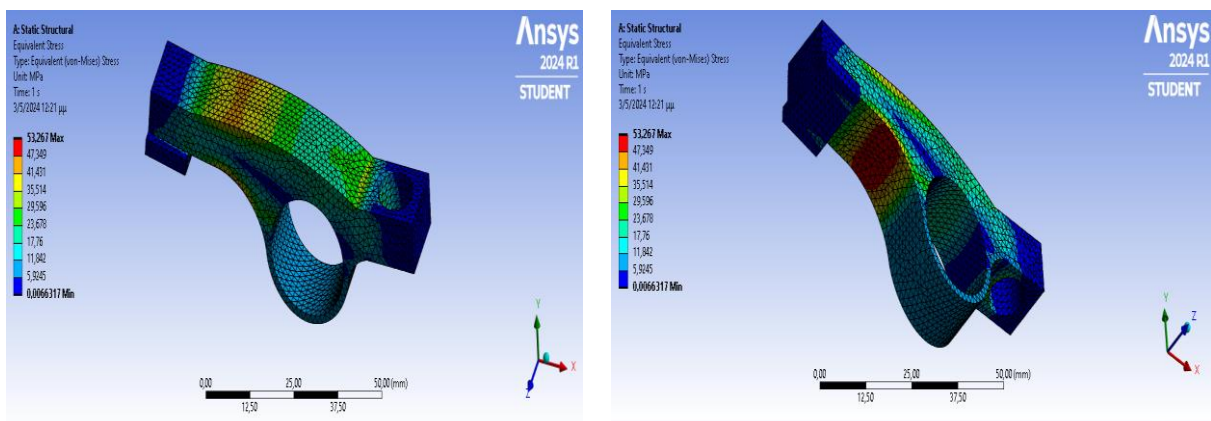 A: Static Structural
Equivalent Stress
Type: Equivalent (von-Mises) Stress
Unit: MPa
Time: 1 s
3/5/2024 12:21 μμ
53,267 Max
47,349
41,431
35,514
29,596
23,678
17,76
11,842
5,9245
0,0066317 Min
Ansys
2024 R1
STUDENT
Y
X
Z
0,00 25,00 50,00 (mm)
12,50 37,50
A: Static Structural
Equivalent Stress
Type: Equivalent (von-Mises) Stress
Unit: MPa
Time: 1 s
3/5/2024 12:21 μμ
53,267 Max
47,349
41,431
35,514
29,596
23,678
17,76
11,842
5,9245
0,0066317 Min
Ansys
2024 R1
STUDENT
Y
Z
X
0,00 25,00 50,00 (mm)
12,50 37,50